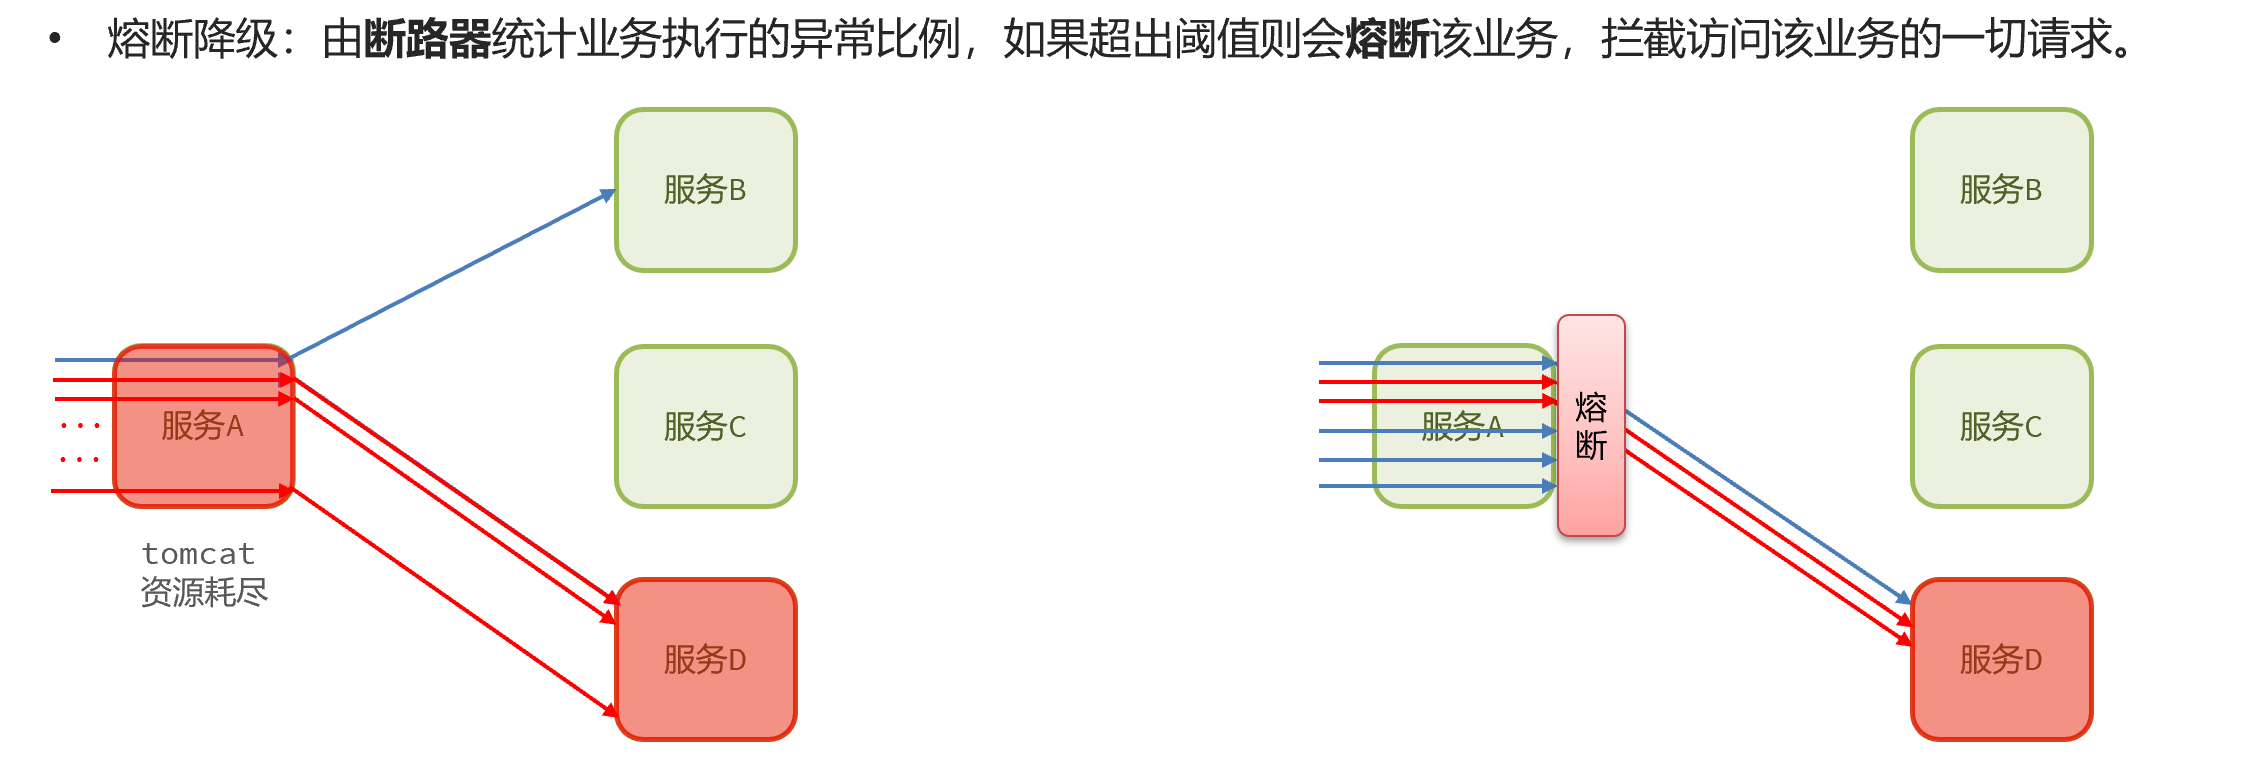 • 熔断降级：由断路器统计业务执行的异常比例，如果超出阈值则会熔断该业务，拦截访问该业务的一切请求。
服务B
服务A
...
...
服务C
tomcat
资源耗尽
服务D
服务B
服务A
熔
断
服务C
服务D